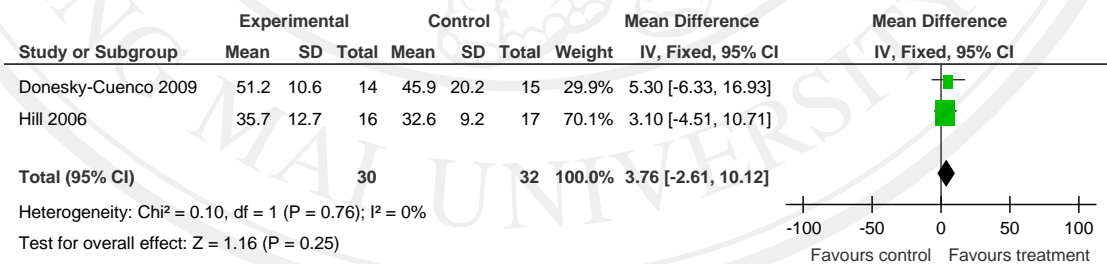 Experimental Control Mean Difference Mean Difference
Study or Subgroup Mean SD Total Mean SD Total Weight IV, Fixed, 95% CI IV, Fixed, 95% CI
Donesky-Cuenco 2009 51.2 10.6 14 45.9 20.2 15 29.9% 5.30 [-6.33, 16.93]
Hill 2006 35.7 12.7 16 32.6 9.2 17 70.1% 3.10 [-4.51, 10.71]
Total (95% CI) 30 32 100.0% 3.76 [-2.61, 10.12]
Heterogeneity: Chi² = 0.10, df = 1 (P = 0.76); I² = 0%
Test for overall effect: Z = 1.16 (P = 0.25)
-100 -50 0 50 100
Favours control Favours treatment
MAI UNIVERSITY